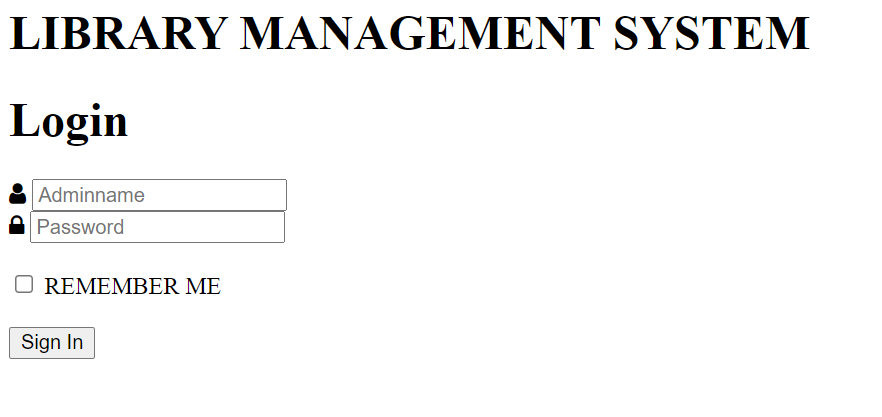 LIBRARY MANAGEMENT SYSTEM
Login
Adminname
Password
REMEMBER ME
Sign In